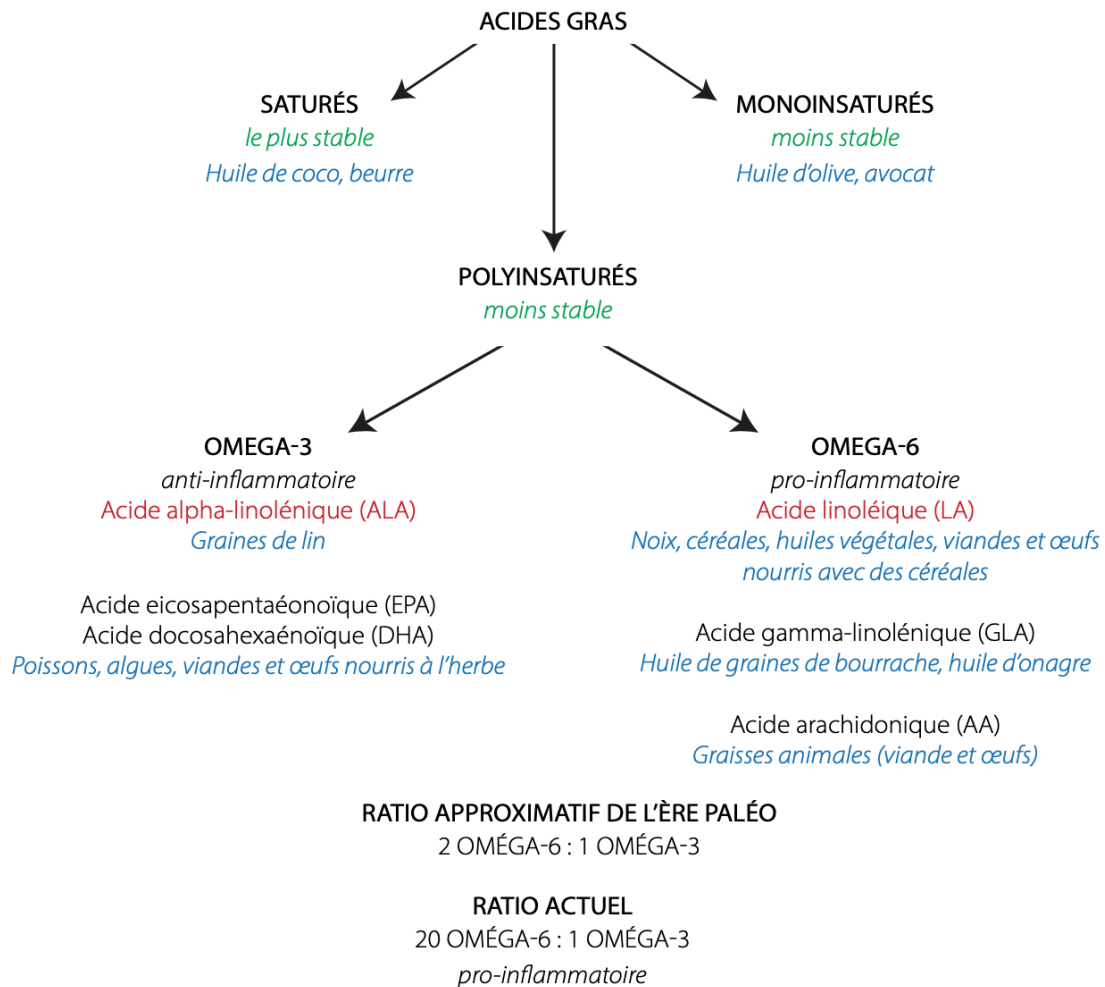 ACIDES GRAS
SATURÉS
le plus stable
Huile de coco, beurre
MONOINSATURÉS
moins stable
Huile d’olive, avocat
POLYINSATURÉS
moins stable
OMEGA-3
anti-inflammatoire
Acide alpha-linolénique (ALA)
Graines de lin
Acide eicosapentaéonoïque (EPA)
Acide docosahexaénoïque (DHA)
Poissons, algues, viandes et œufs nourris à l’herbe
OMEGA-6
pro-inflammatoire
Acide linoléique (LA)
Noix, céréales, huiles végétales, viandes et œufs
nourris avec des céréales
Acide gamma-linolénique (GLA)
Huile de graines de bourrache, huile d’onagre
Acide arachidonique (AA)
Graisses animales (viande et œufs)
RATIO APPROXIMATIF DE L’ÈRE PALÉO
2 OMÉGA-6 : 1 OMÉGA-3
RATIO ACTUEL
20 OMÉGA-6 : 1 OMÉGA-3
pro-inflammatoire